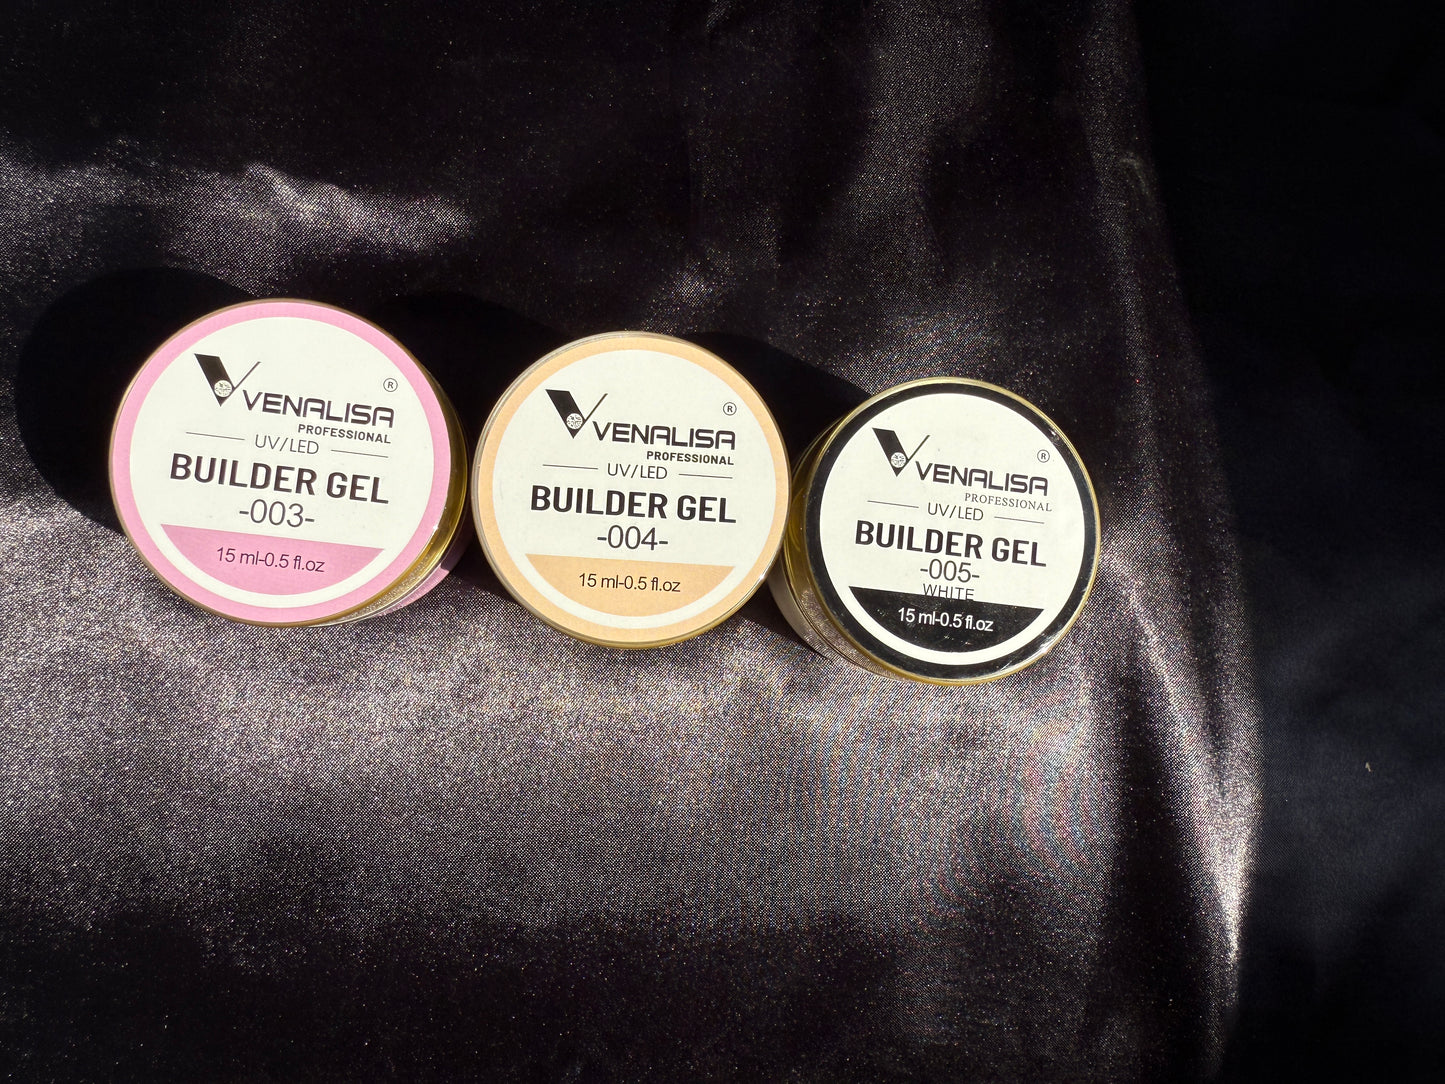 VENALISA ®
PROFESSIONAL
UV/LED
BUILDER GEL
-003-
15 ml-0.5 fl.oz
VENALISA ®
PROFESSIONAL
UV/LED
BUILDER GEL
-004-
15 ml-0.5 fl.oz
VENALISA ®
PROFESSIONAL
UV/LED
BUILDER GEL
-005-
WHITE
15 ml-0.5 fl.oz